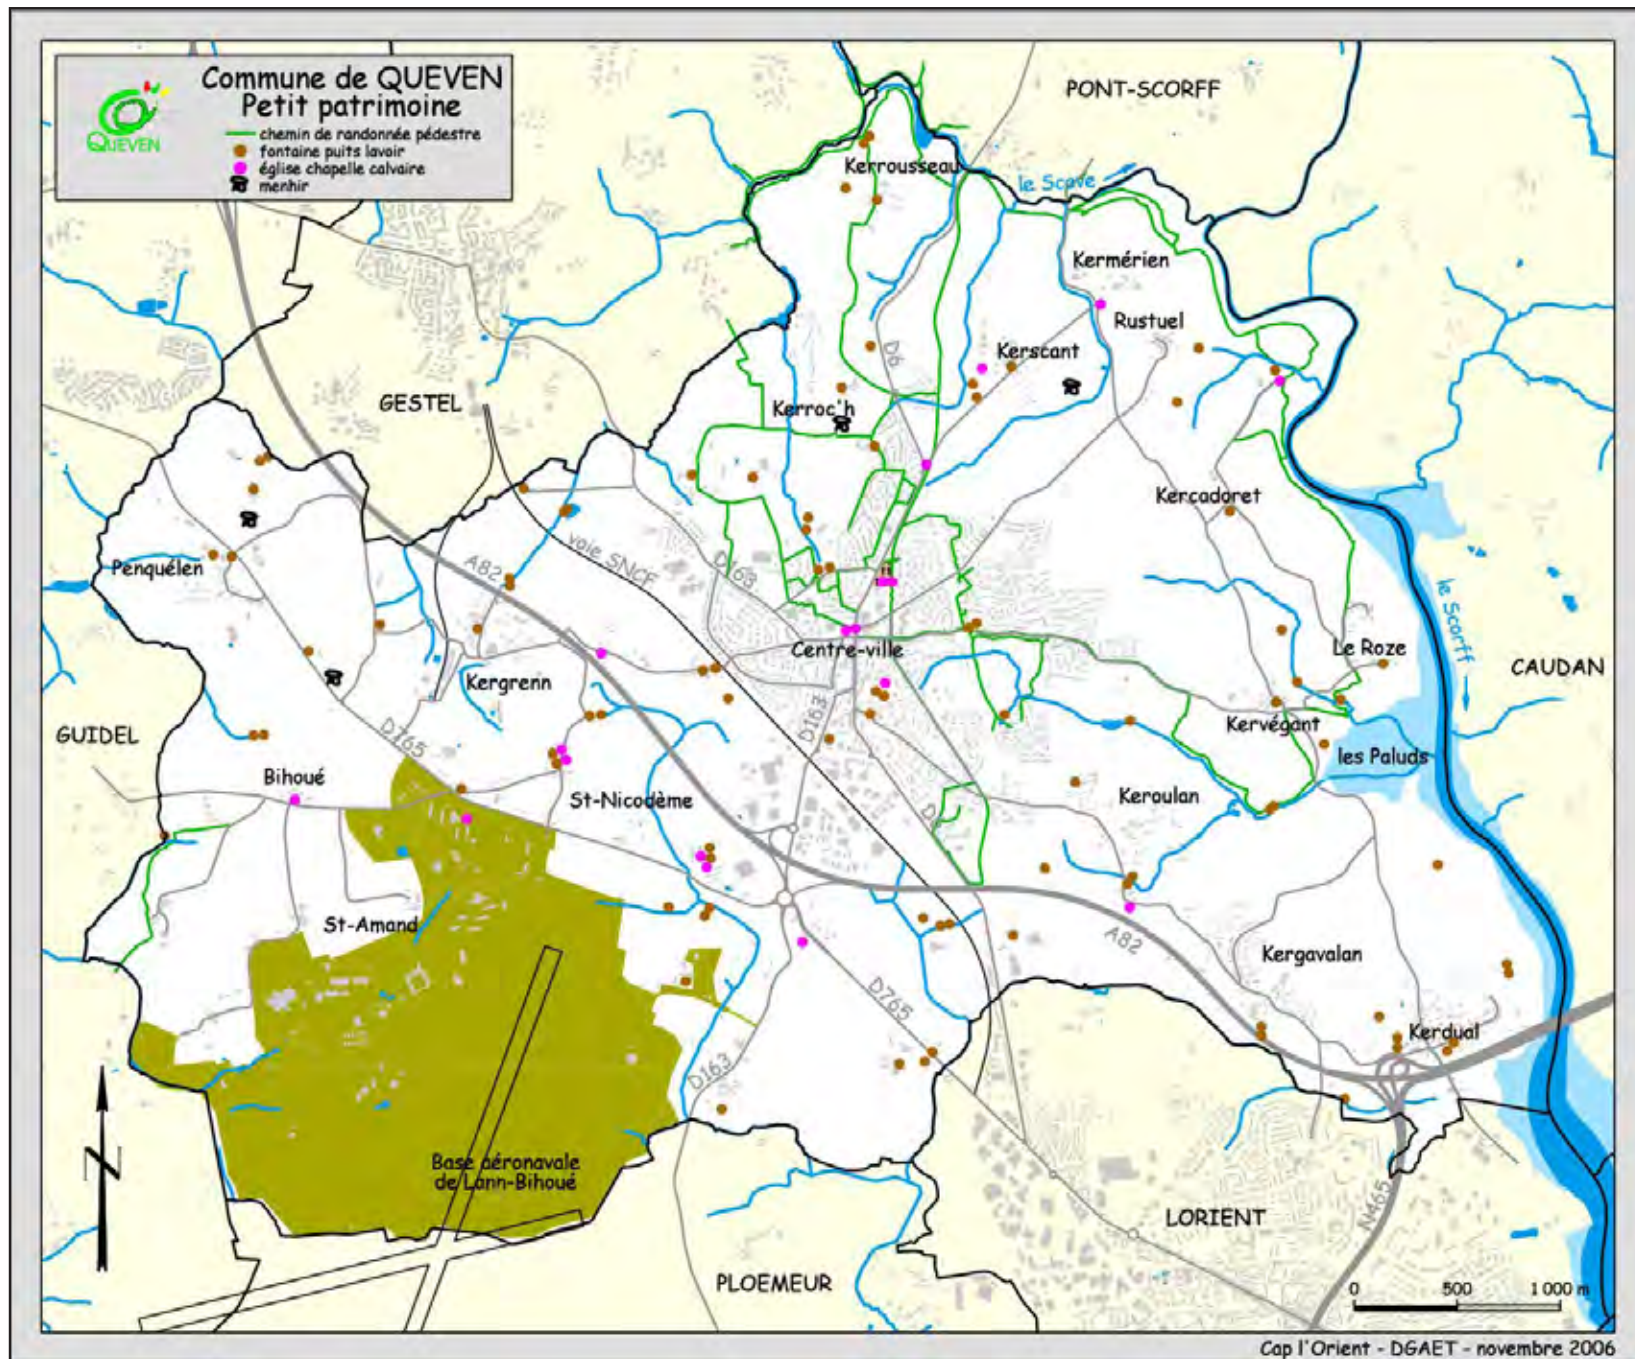 Commune de QUEVEN
Petit patrimoine
QUEVEN
chemin de randonnée pédestre
fontaine puits lavoir
église chapelle calvaire
menhir
PONT-SCORFF
Kerrousseau
le Scave
Kermérien
Rustuel
Kerscant
D6
GESTEL
Kerroc'h
Kercadoret
Penquélen
A82
voie SNCF
D163
le Scorff
Centre-ville
Le Roze
CAUDAN
Kergrenn
GUIDEL
D765
D163
Kervégant
les Paluds
Bihoué
St-Nicodème
Keroulan
St-Amand
A82
Kergavalan
D765
Kerdual
D163
Base aéronavale
de Lann-Bihoué
N465
LORIENT
PLOEMEUR
0 500 1 000 m
N
Cap l'Orient - DGAET - novembre 2006